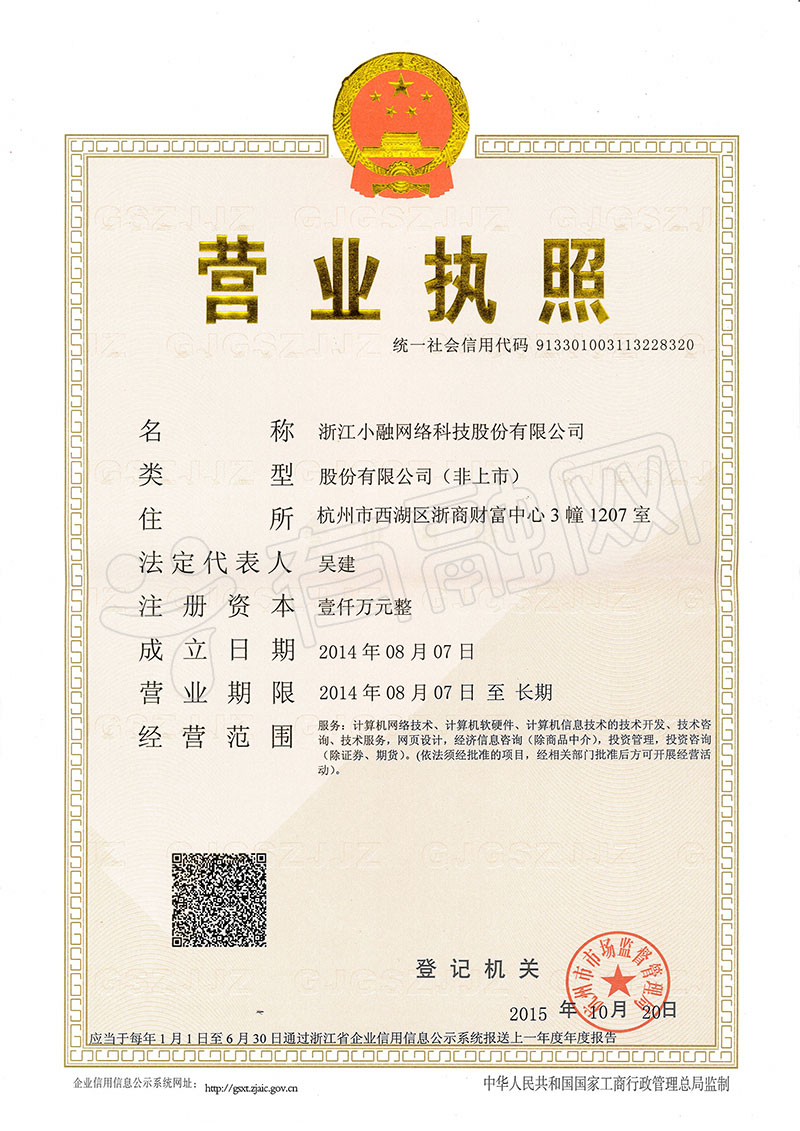 营业执照
统一社会信用代码 913301003113228320
名称 浙江小融网络科技股份有限公司
类型 股份有限公司（非上市）
住所 杭州市西湖区浙商财富中心3幢1207室
法定代表人 吴建
注册资本 壹仟万元整
成立日期 2014年08月07日
营业期限 2014年08月07日 至 长期
经营范围 服务：计算机网络技术、计算机软硬件、计算机信息技术的技术开发、技术咨
询、技术服务，网页设计，经济信息咨询（除商品中介），投资管理，投资咨询
（除证券、期货）。(依法须经批准的项目，经相关部门批准后方可开展经营活
动)。
有融网
登记机关
杭州市市场监督管理局
2015 年 10月 20日
应当于每年1月1日至6月30日通过浙江省企业信用信息公示系统报送上一年度年度报告
企业信用信息公示系统网址： http://gsxt.zjaic.gov.cn
中华人民共和国国家工商行政管理总局监制